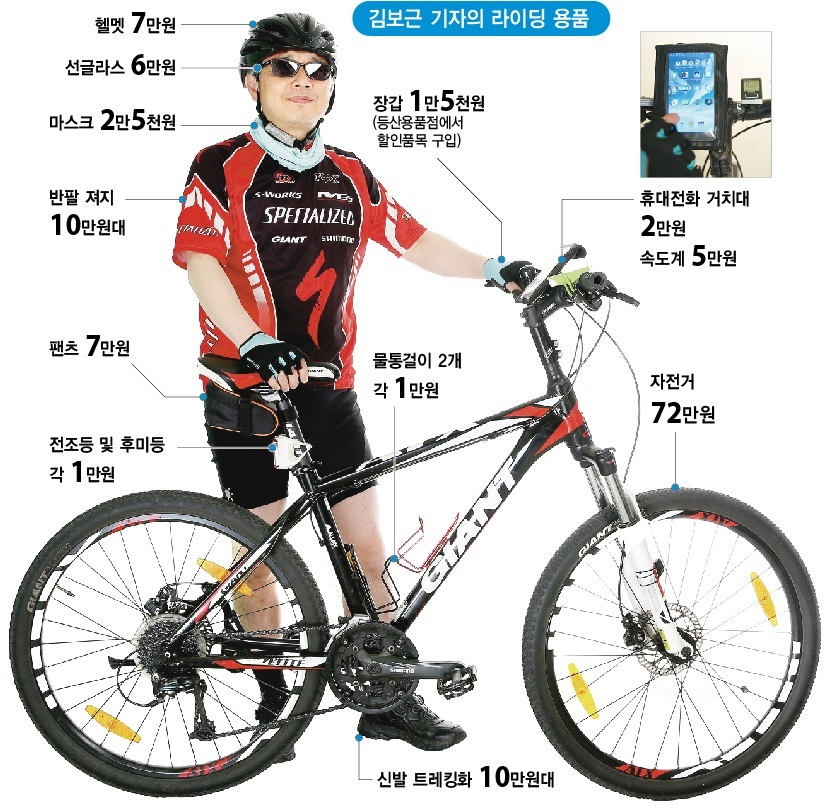 김보근 기자의 라이딩 용품
헬멧 7만원
선글라스 6만원
마스크 2만 5천원
반팔 져지
10만원대
장갑 1만 5천원
(등산용품점에서
할인품목 구입)
휴대전화 거치대
2만원
속도계 5만원
팬츠 7만원
물통걸이 2개
각 1만원
자전거
72만원
전조등 및 후미등
각 1만원
신발 트레킹화 10만원대
S-WORKS
SPECIALIZED
GIANT SHIMANO
GIANT
GIANT
GIANT
SHIMANO